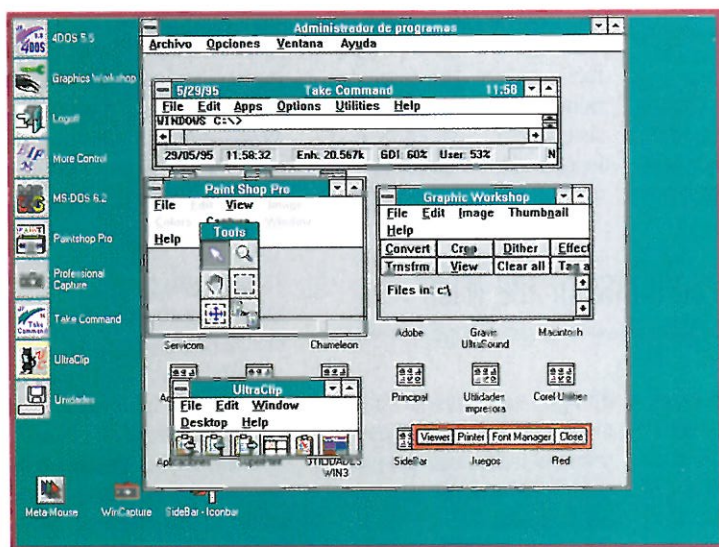 4DOS 5.5
Graphics Workshop
Logoff
More Control
MS-DOS 6.2
Paintshop Pro
Professional
Capture
Take Command
UltraClip
Unidades
Meta-Mouse
WinCapture
SideBar - Iconbar
Administrador de programas
Archivo Opciones Ventana Ayuda
5/29/95 Take Command 11:58
File Edit Apps Options Utilities Help
WINDOWS C:\>
29/05/95 11:58:32 Enh: 20.567k GDI: 60% User: 53% N
Paint Shop Pro
File View
Help
Tools
Graphic Workshop
File Edit Image Thumbnail
Help
Convert Crop Dither Effect
Trnsfrm View Clear all Tag a
Files in: c:\
Servicom
Chameleon
Adobe
Gravis
UltraSound
Macintosh
UltraClip
File Edit Window
Desktop Help
Aplicaciones
SuperPrint
UTILIDADES
WIN3
Principal
Utilidades
impresora
Corel Utilities
Viewer Printer Font Manager Close
SideBar
Juegos
Red